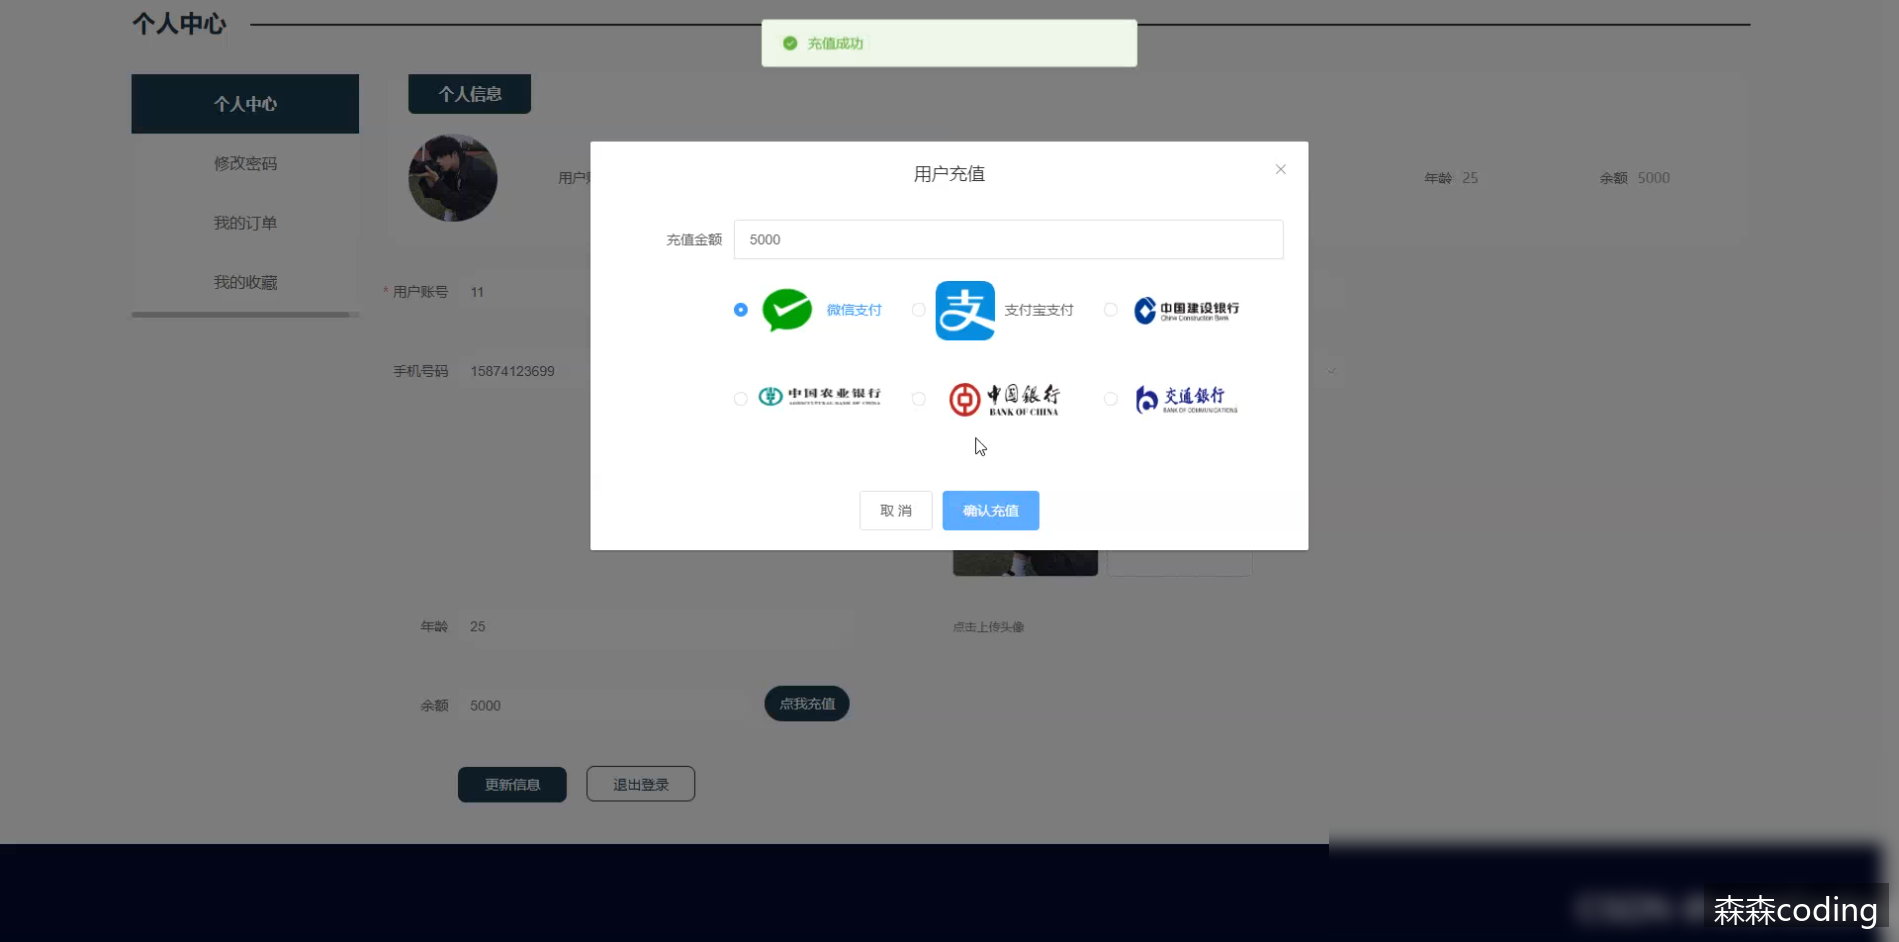 个人中心
充值成功
个人中心
修改密码
我的订单
我的收藏
个人信息
用户
年龄 25
余额 5000
用户充值
充值金额 5000
微信支付
支
支付宝支付
中国建设银行
China Construction Bank
中国农业银行
AGRICULTURAL BANK OF CHINA
中国银行
BANK OF CHINA
交通银行
BANK OF COMMUNICATIONS
取消
确认充值
* 用户账号 11
手机号码 15874123699
点击上传头像
年龄 25
余额 5000
点我充值
更新信息
退出登录
森森coding